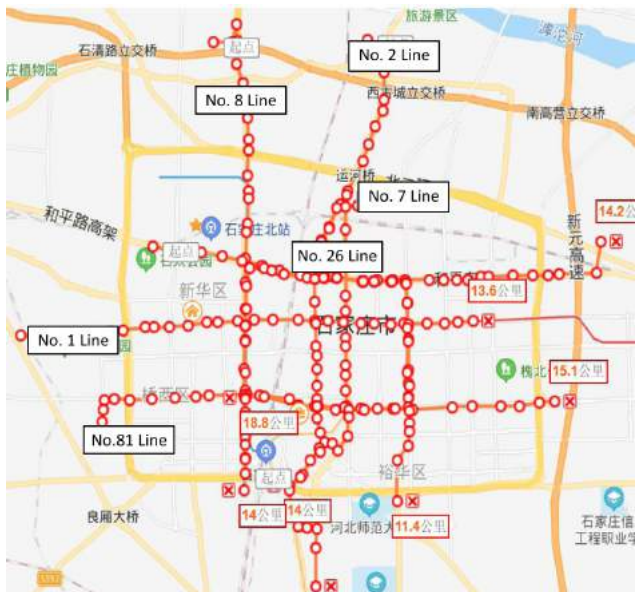 旅游景区
滹沱河
石清路立交桥
起点
No. 2 Line
庄植物园
西古城立交桥
No. 8 Line
南高营立交桥
运河桥
No. 7 Line
14.2公里
和平路高架
石家庄北站
新元高速
起点
No. 26 Line
新华区
13.6公里
石家庄市
No. 1 Line
园
15.1公里
槐北
桥西区
18.8公里
No.81 Line
起点
裕华区
良厢大桥
14公里
14公里
河北师范大
11.4公里
石家庄信
工程职业学